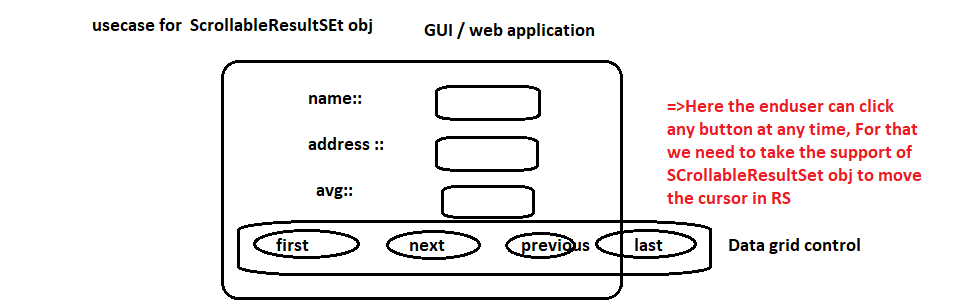 usecase for ScrollableResultSEt obj
GUI / web application
name::
address ::
avg::
=>Here the enduser can click
any button at any time, For that
we need to take the support of
SCrollableResultSet obj to move
the cursor in RS
first next previous last
Data grid control